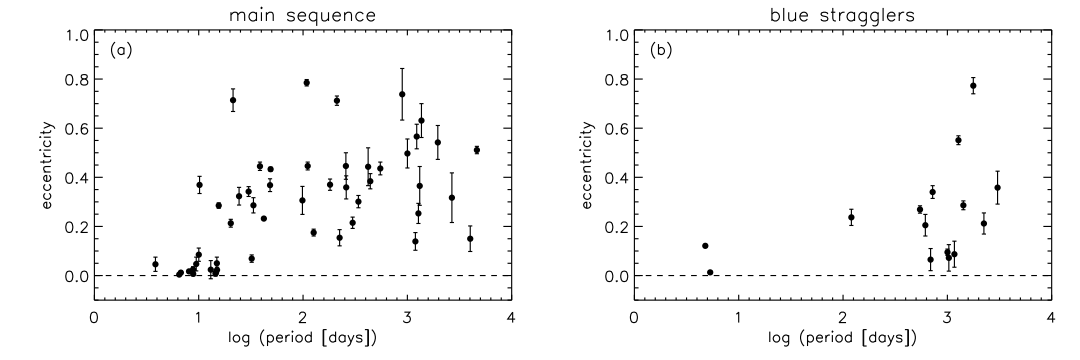 main sequence
(a)
1.0
0.8
0.6
0.4
0.2
0.0
eccentricity
0 1 2 3 4
log (period [days])
blue stragglers
(b)
1.0
0.8
0.6
0.4
0.2
0.0
eccentricity
0 1 2 3 4
log (period [days])